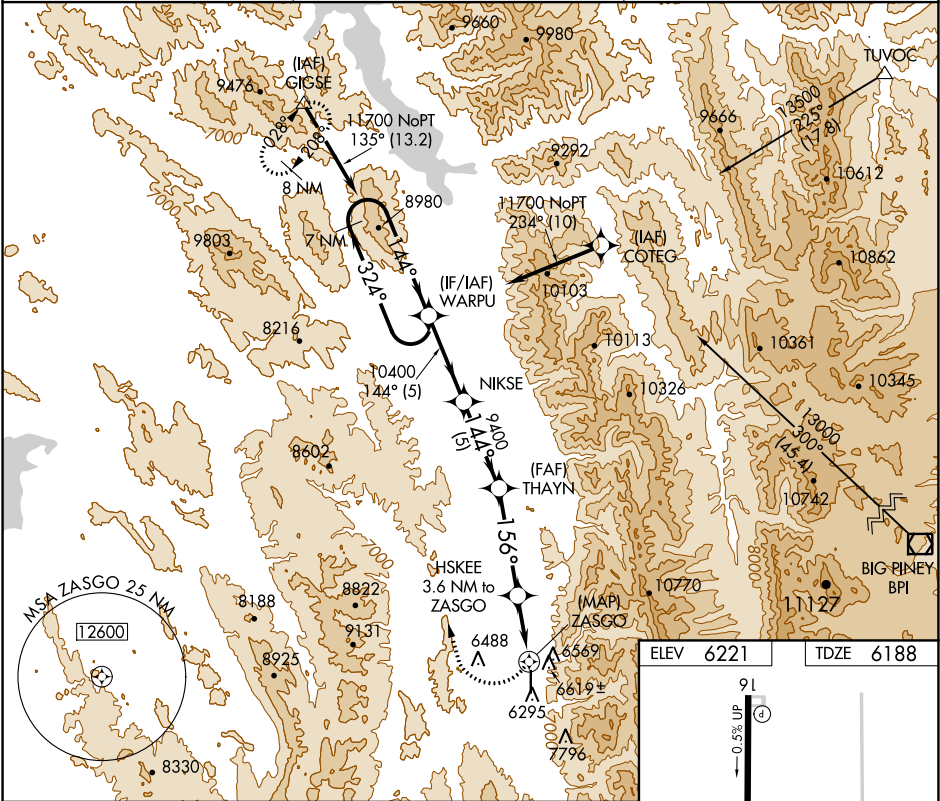 9660
9980
TUVOC
(IAF)
GIGSE
9476
13500
225°
(17.8)
11700 NoPT
135° (13.2)
028°
208°
7000
9666
9292
8 NM
10612
7000
8980
11700 NoPT
234° (10)
(IAF)
COTEG
7 NM
144°
9803
324°
10862
10103
(IF/IAF)
WARPU
8216
10113
10361
10400
144° (5)
NIKSE
10326
10345
9400
144°
(5)
13000
300°
(45.4)
8602
(FAF)
THAYN
10742
156°
7000
8000
BIG PINEY
BPI
HSKEE
3.6 NM to
ZASGO
MSA ZASGO 25 NM
12600
8188
8822
10770
11127
(MAP)
ZASGO
9131
6488
6569
8925
6619±
6295
7796
8330
ELEV 6221
TDZE 6188
16
P
0.5% UP